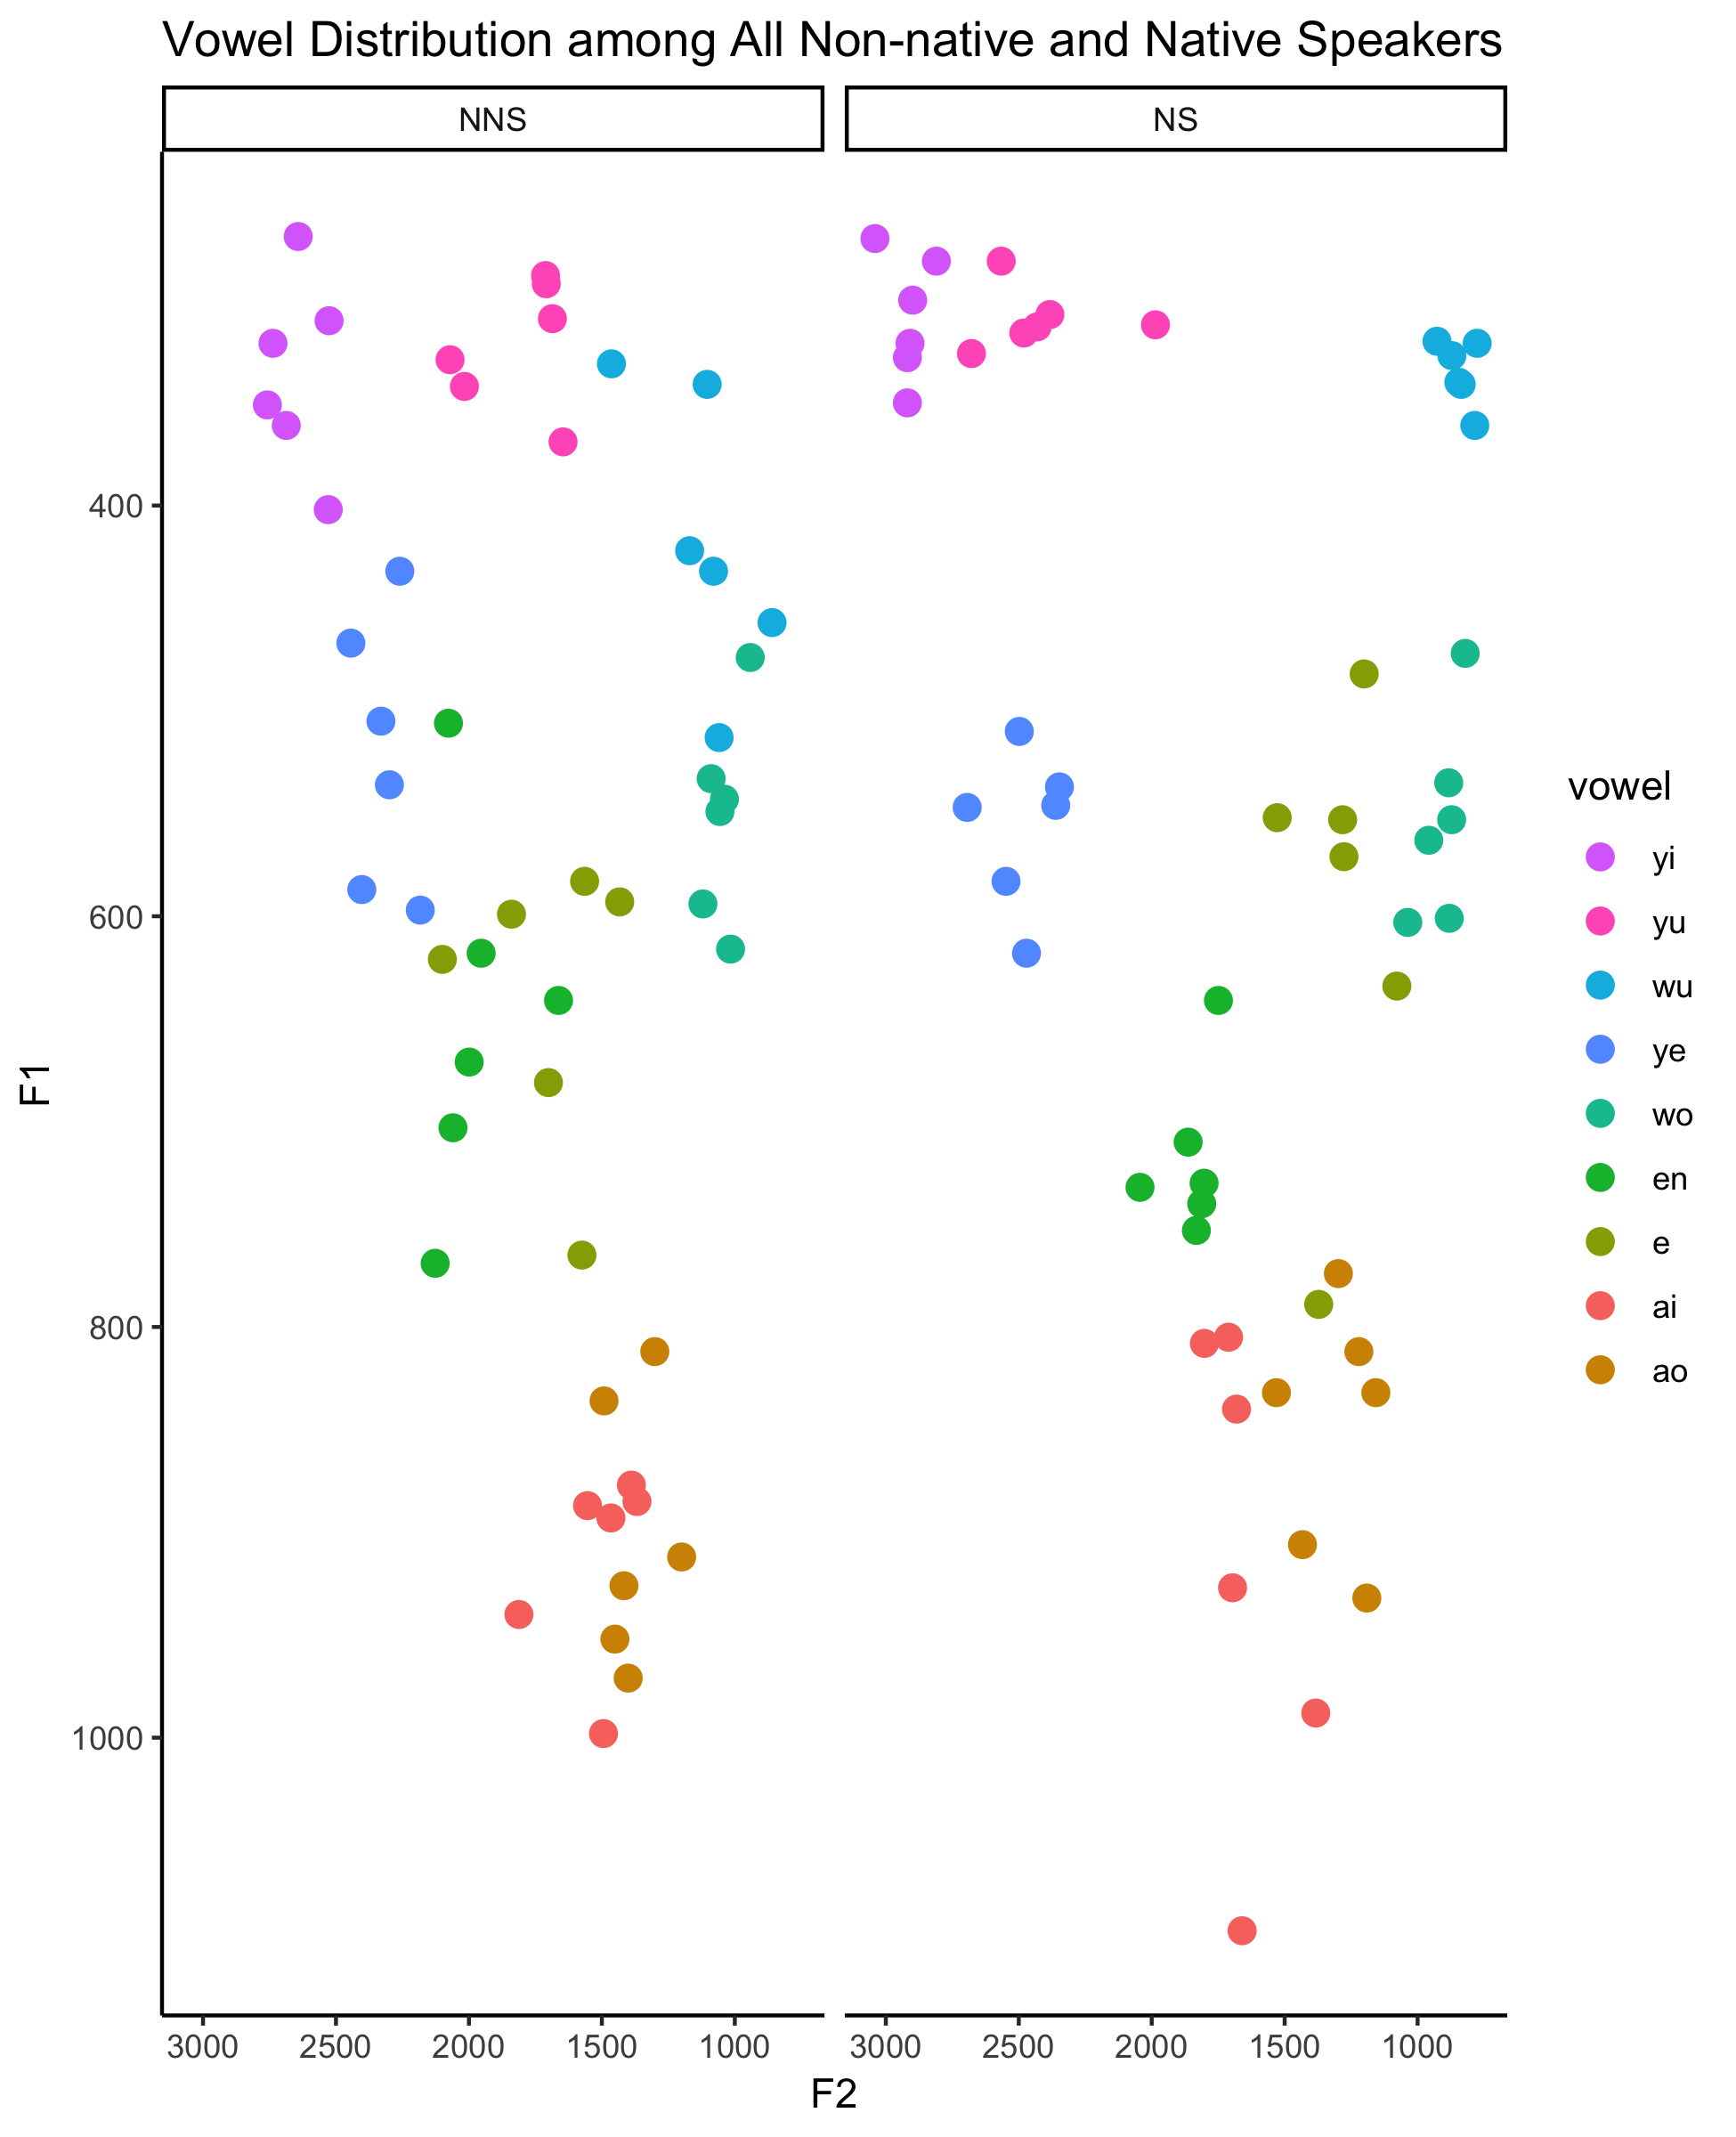 Vowel Distribution among All Non-native and Native Speakers
NNS NS
400
600
800
1000
F1
3000 2500 2000 1500 1000 3000 2500 2000 1500 1000
F2
vowel
yi
yu
wu
ye
wo
en
e
ai
ao